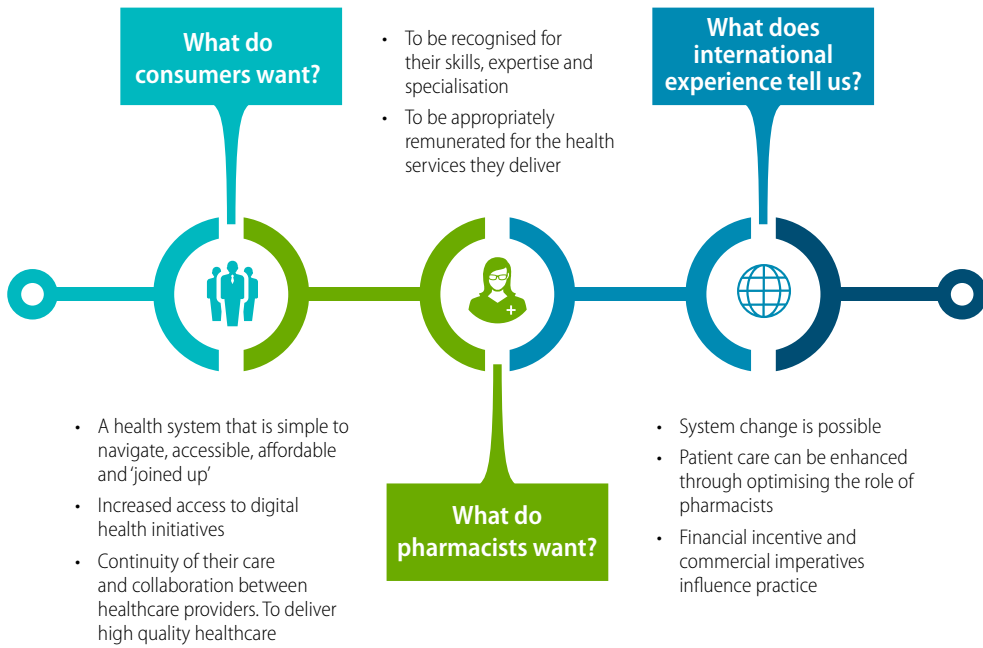 What do
consumers want?
• A health system that is simple to
navigate, accessible, affordable
and ‘joined up’
• Increased access to digital
health initiatives
• Continuity of their care
and collaboration between
healthcare providers. To deliver
high quality healthcare
• To be recognised for
their skills, expertise and
specialisation
• To be appropriately
remunerated for the health
services they deliver
What do
pharmacists want?
What does
international
experience tell us?
• System change is possible
• Patient care can be enhanced
through optimising the role of
pharmacists
• Financial incentive and
commercial imperatives
influence practice